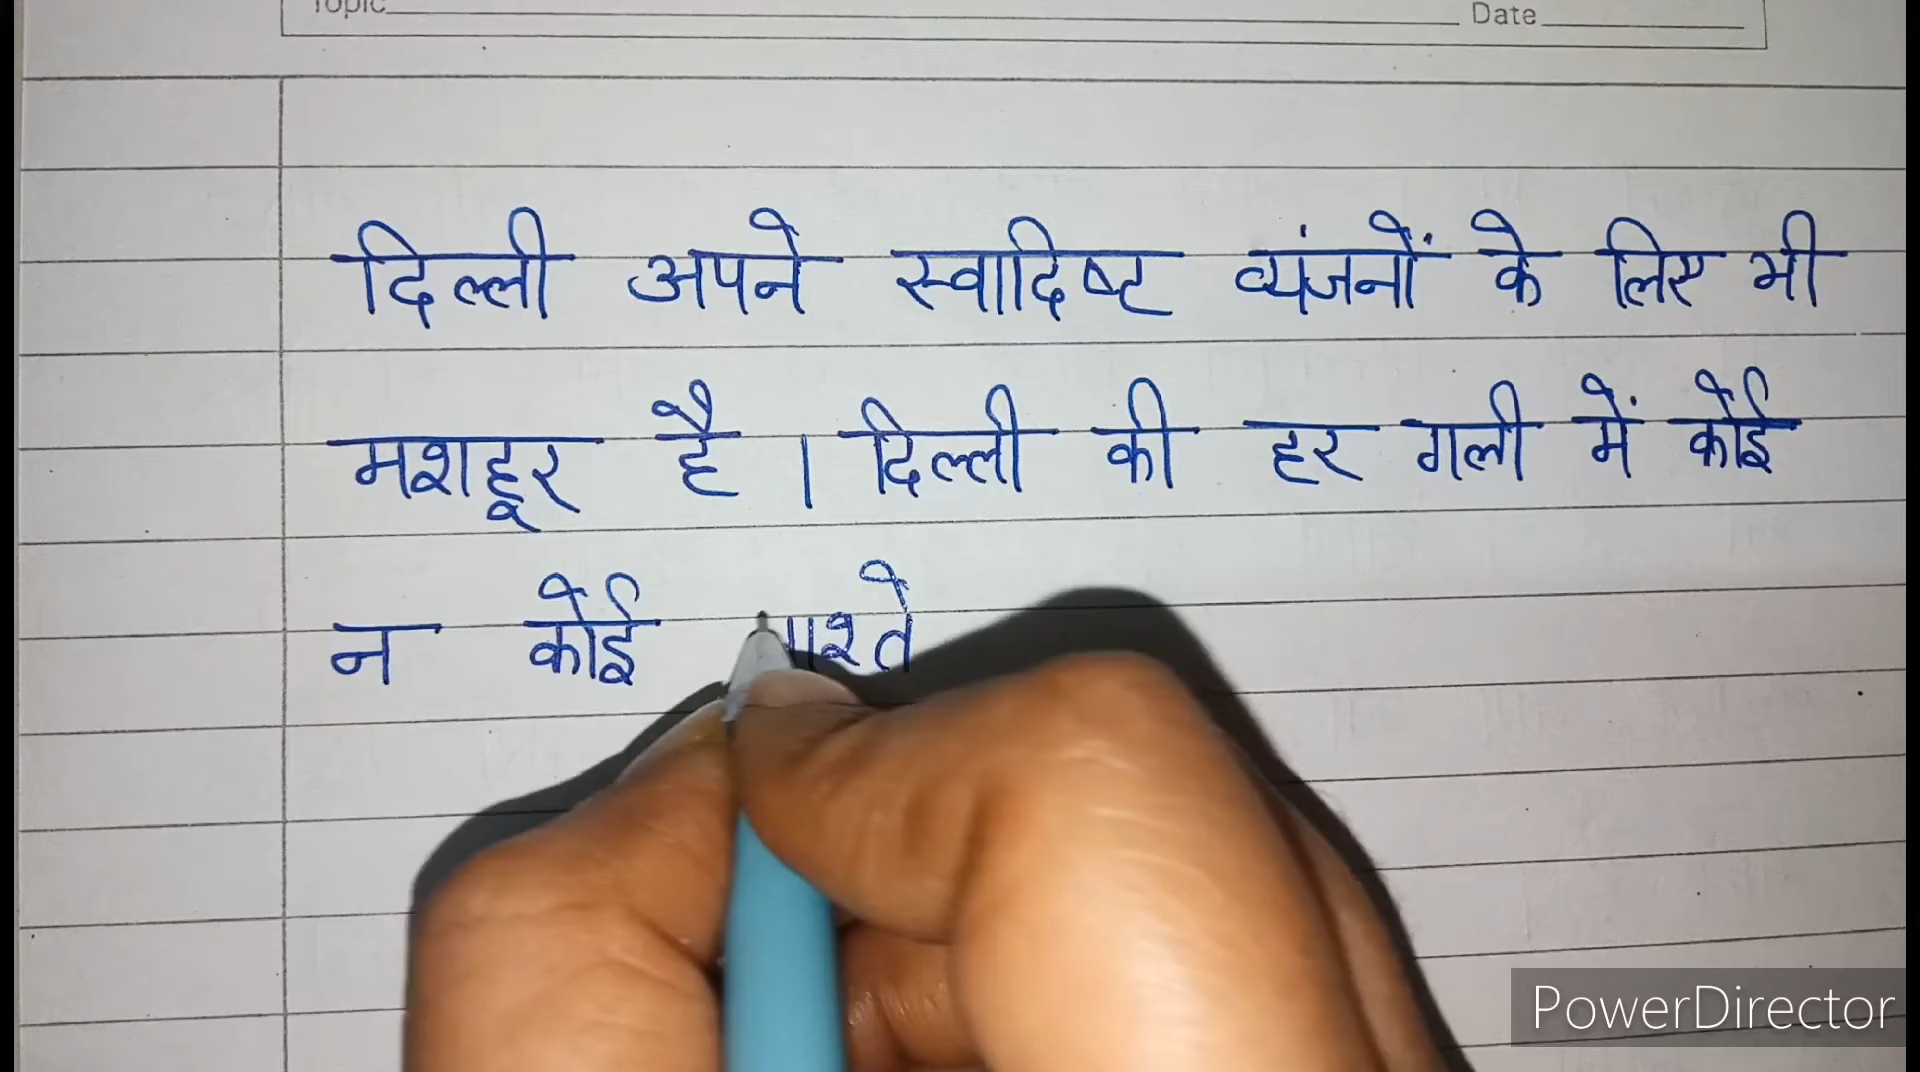 Topic Date
दिल्ली अपने स्वादिष्ट व्यंजनों के लिए भी
मशहूर है । दिल्ली की हर गली में कोई
न कोई नाश्ते
PowerDirector